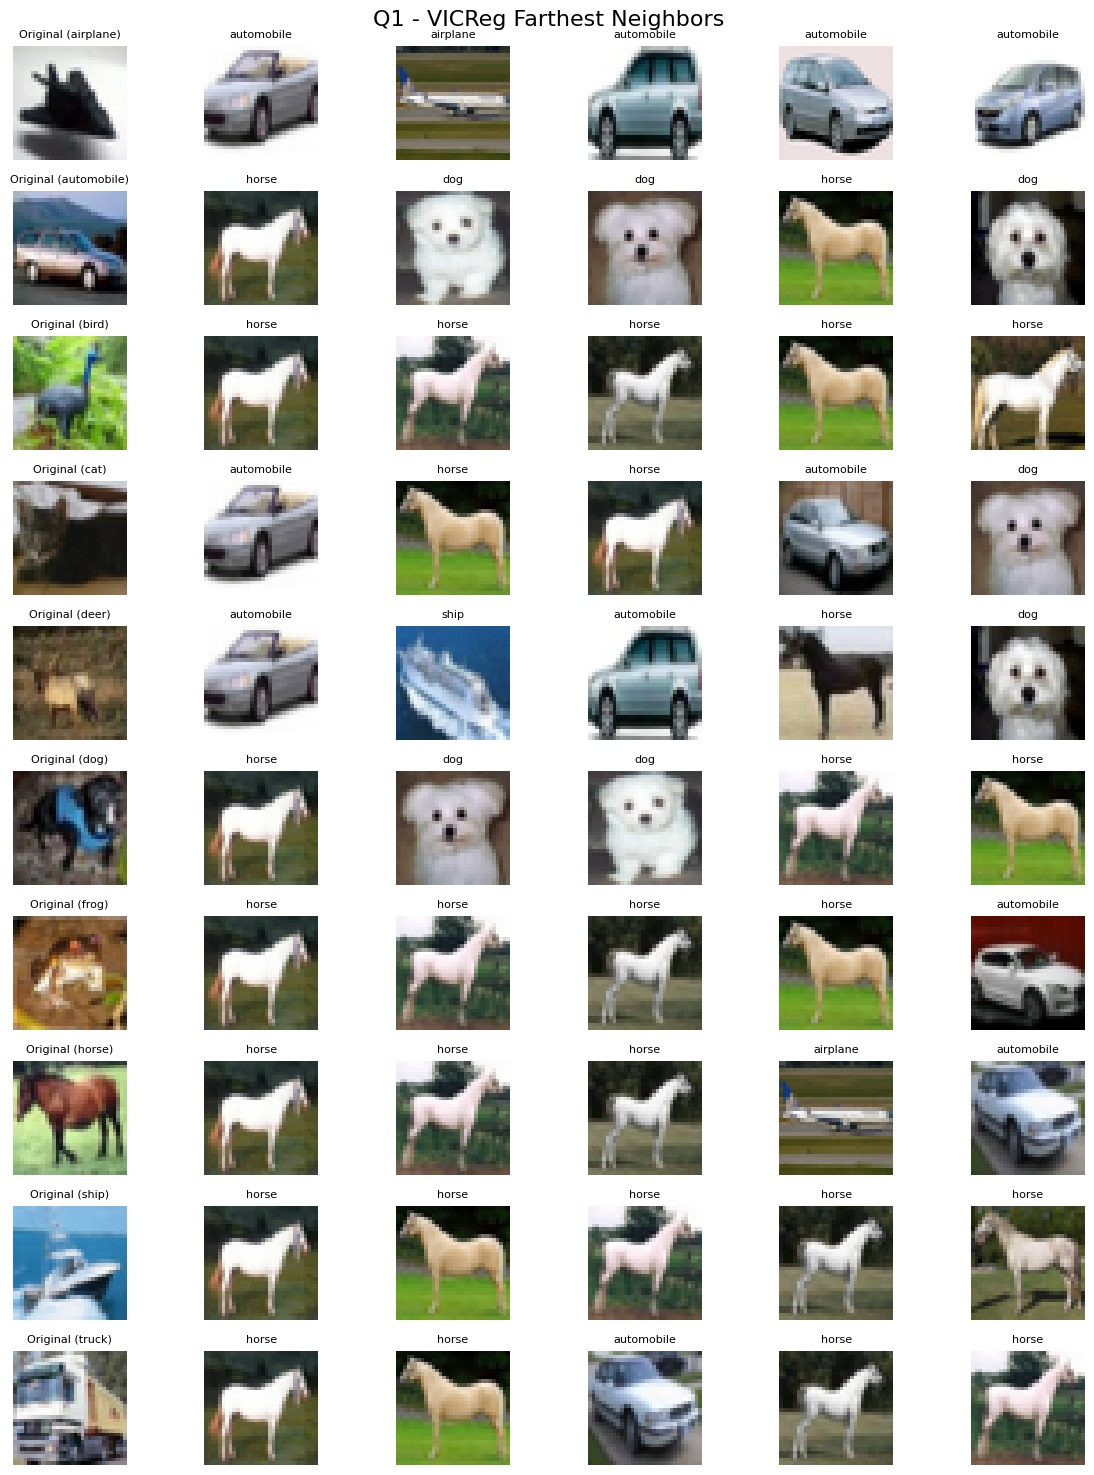 Q1 - VICReg Farthest Neighbors
Original (airplane) automobile airplane automobile automobile automobile
Original (automobile) horse dog dog horse dog
Original (bird) horse horse horse horse horse
Original (cat) automobile horse horse automobile dog
Original (deer) automobile ship automobile horse dog
Original (dog) horse dog dog horse horse
Original (frog) horse horse horse horse automobile
Original (horse) horse horse horse airplane automobile
Original (ship) horse horse horse horse horse
Original (truck) horse horse automobile horse horse